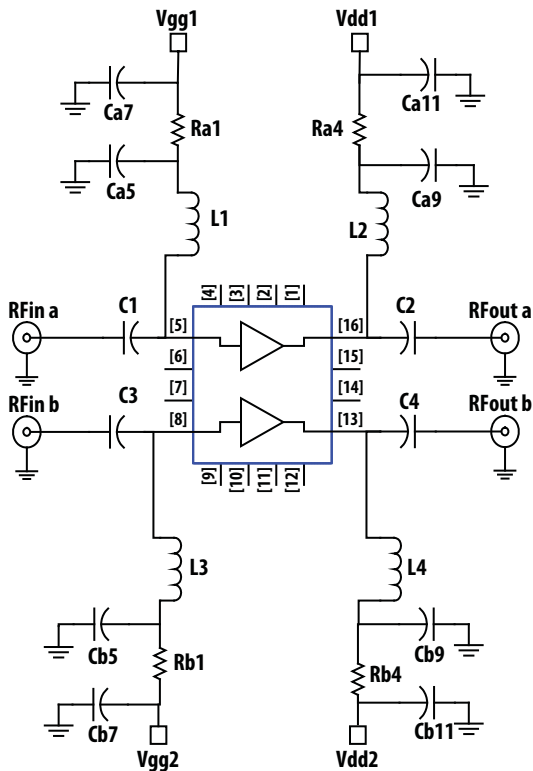 Vgg1 Vdd1
Ca7 Ca11
Ra1 Ra4
Ca5 Ca9
L1 L2
[4] [3] [2] [1]
RFin a C1 [5] [16] C2 RFout a
[6] [15]
[7] [14]
RFin b C3 [8] [13] C4 RFout b
[9] [10] [11] [12]
L3 L4
Cb5 Cb9
Rb1 Rb4
Cb7 Cb11
Vgg2 Vdd2